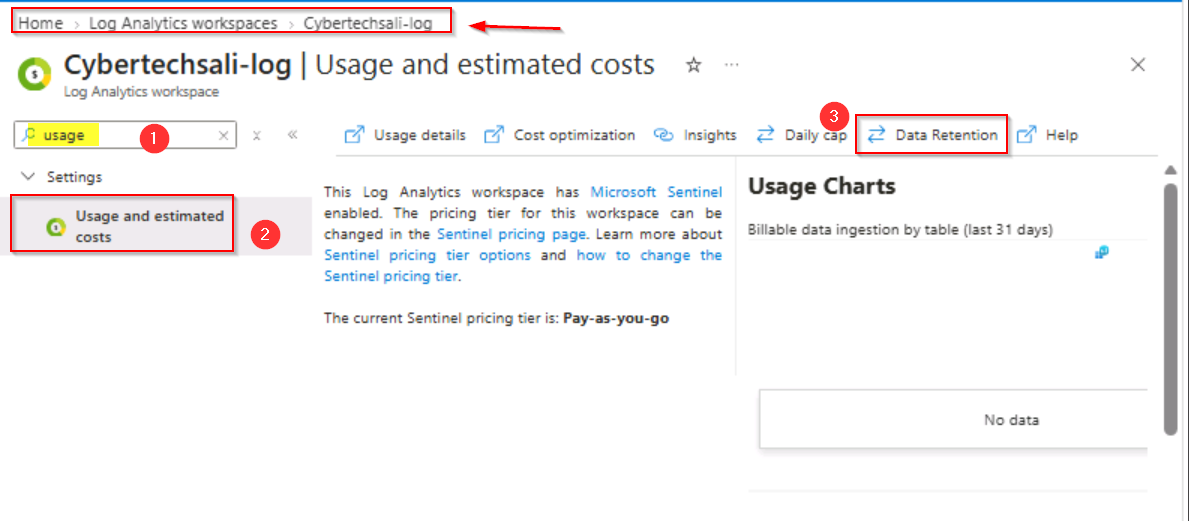 Home > Log Analytics workspaces > Cybertechsali-log
Cybertechsali-log | Usage and estimated costs
Log Analytics workspace
usage
1
Usage details
Cost optimization
Insights
Daily cap
3
Data Retention
Help
Settings
Usage and estimated
costs
2
This Log Analytics workspace has Microsoft Sentinel
enabled. The pricing tier for this workspace can be
changed in the Sentinel pricing page. Learn more about
Sentinel pricing tier options and how to change the
Sentinel pricing tier.
The current Sentinel pricing tier is: Pay-as-you-go
Usage Charts
Billable data ingestion by table (last 31 days)
No data